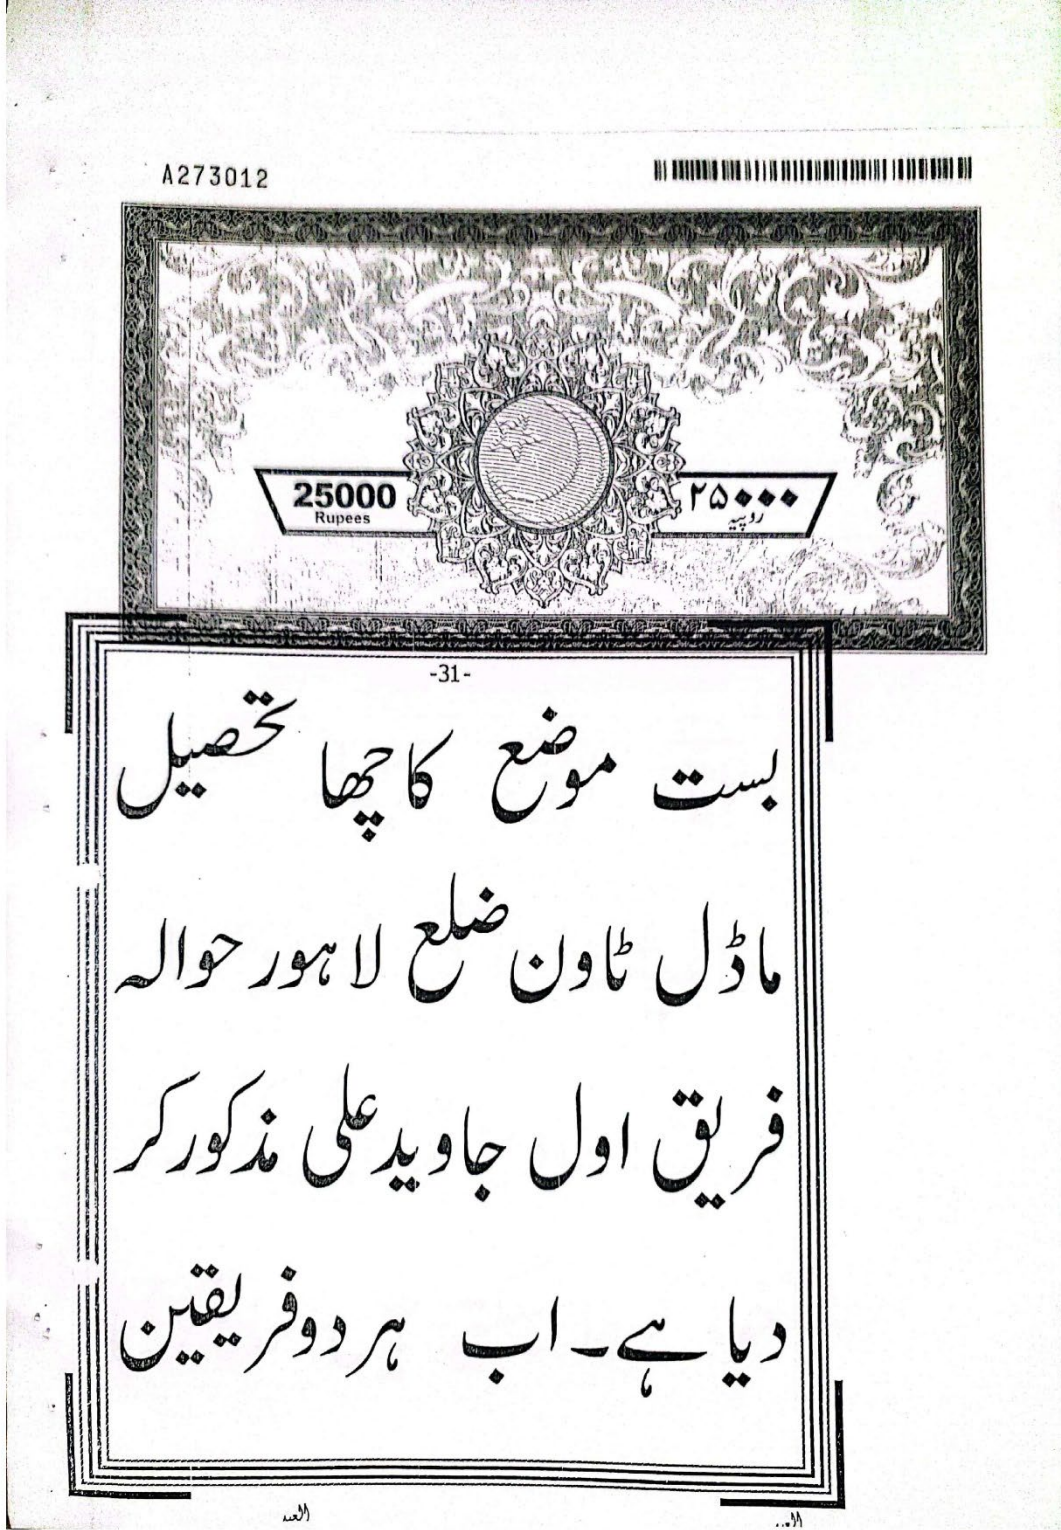 A273012
25000
Rupees
۲۵۰۰۰
روپیہ
-31-
بست موضع کاچھا تحصیل
ماڈل ٹاون ضلع لاہور حوالہ
فریق اول جاوید علی مذکور کر
دیا ہے۔ اب ہر دو فریقین
العبد